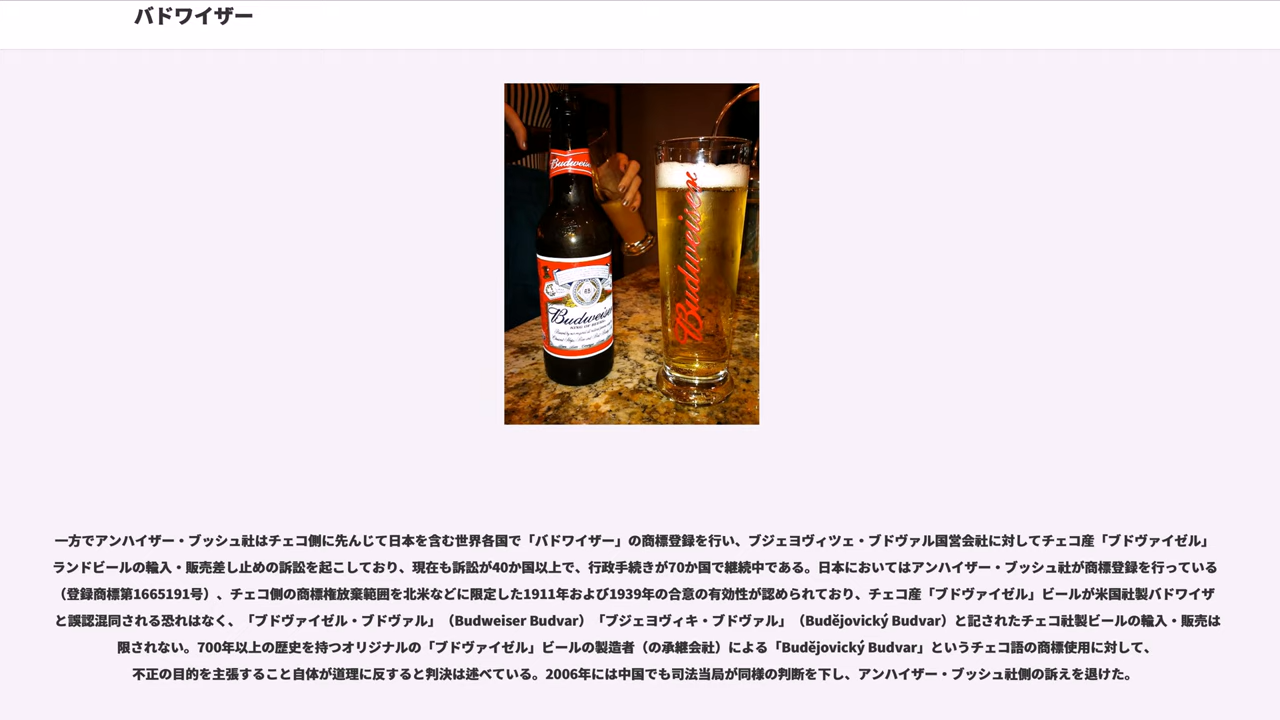 バドワイザー
Budweiser
Budweiser
Budweiser
一方でアンハイザー・ブッシュ社はチェコ側に先んじて日本を含む世界各国で「バドワイザー」の商標登録を行い、ブジェヨヴィツェ・ブドヴァル国営会社に対してチェコ産「ブドヴァイゼル」
ランドビールの輸入・販売差し止めの訴訟を起こしており、現在も訴訟が40か国以上で、行政手続きが70か国で継続中である。日本においてはアンハイザー・ブッシュ社が商標登録を行っている
（登録商標第1665191号）、チェコ側の商標権放棄範囲を北米などに限定した1911年および1939年の合意の有効性が認められており、チェコ産「ブドヴァイゼル」ビールが米国社製バドワイザ
と誤認混同される恐れはなく、「ブドヴァイゼル・ブドヴァル」（Budweiser Budvar）「ブジェヨヴィキ・ブドヴァル」（Budějovický Budvar）と記されたチェコ社製ビールの輸入・販売は
限されない。700年以上の歴史を持つオリジナルの「ブドヴァイゼル」ビールの製造者（の承継会社）による「Budějovický Budvar」というチェコ語の商標使用に対して、
不正の目的を主張すること自体が道理に反すると判決は述べている。2006年には中国でも司法当局が同様の判断を下し、アンハイザー・ブッシュ社側の訴えを退けた。